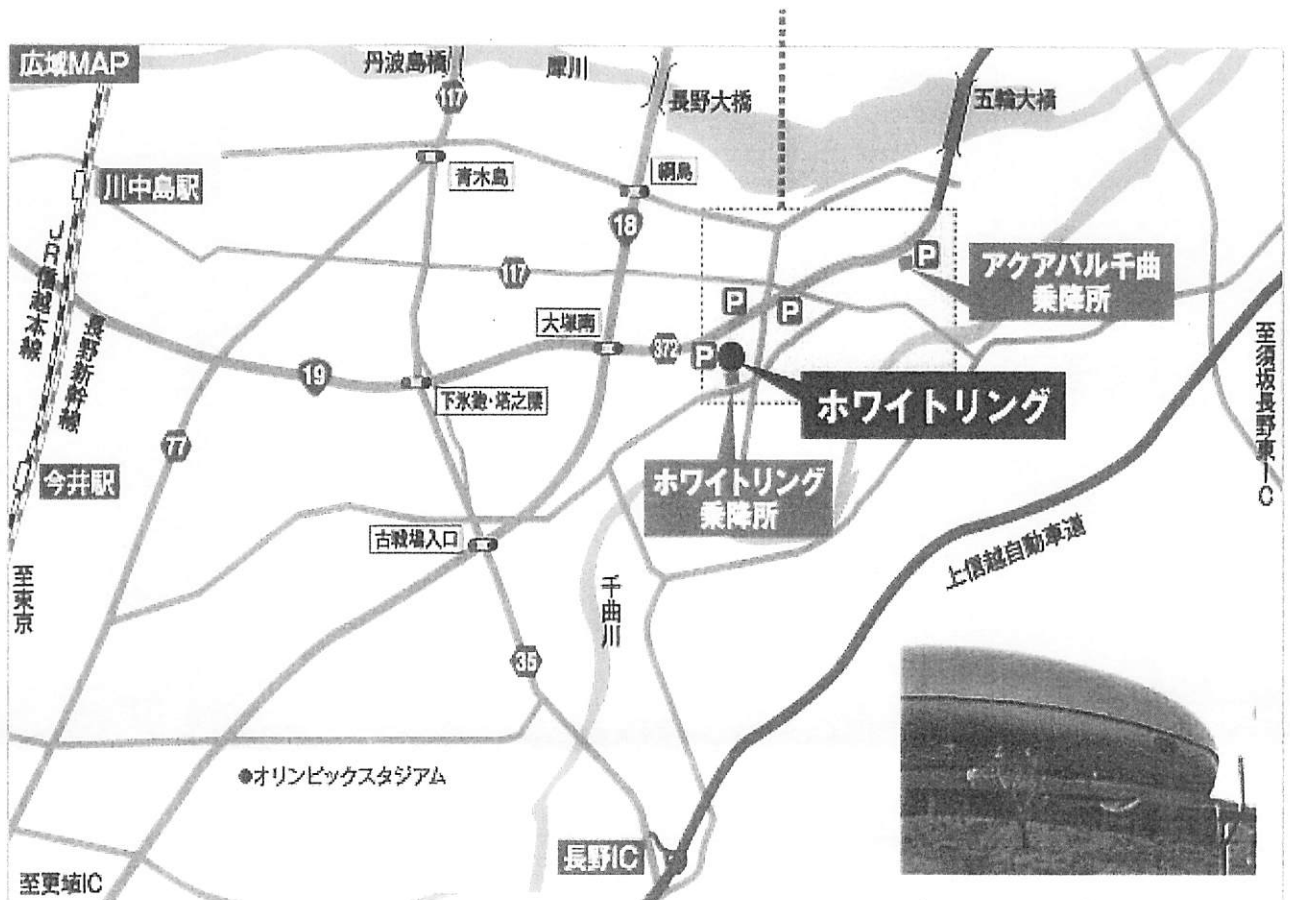 広域MAP
丹波島橋
犀川
長野大橋
五輪大橋
117
青木島
綱島
川中島駅
18
JR信越本線
長野新幹線
117
アクアパル千曲
乗降所
P
P
P
大塚南
372
P
至須坂長野東IC
19
下氷鉋・塔之腰
ホワイトリング
77
今井駅
ホワイトリング
乗降所
古戦場入口
上信越自動車道
至東京
千曲川
35
オリンピックスタジアム
長野IC
至更埴IC